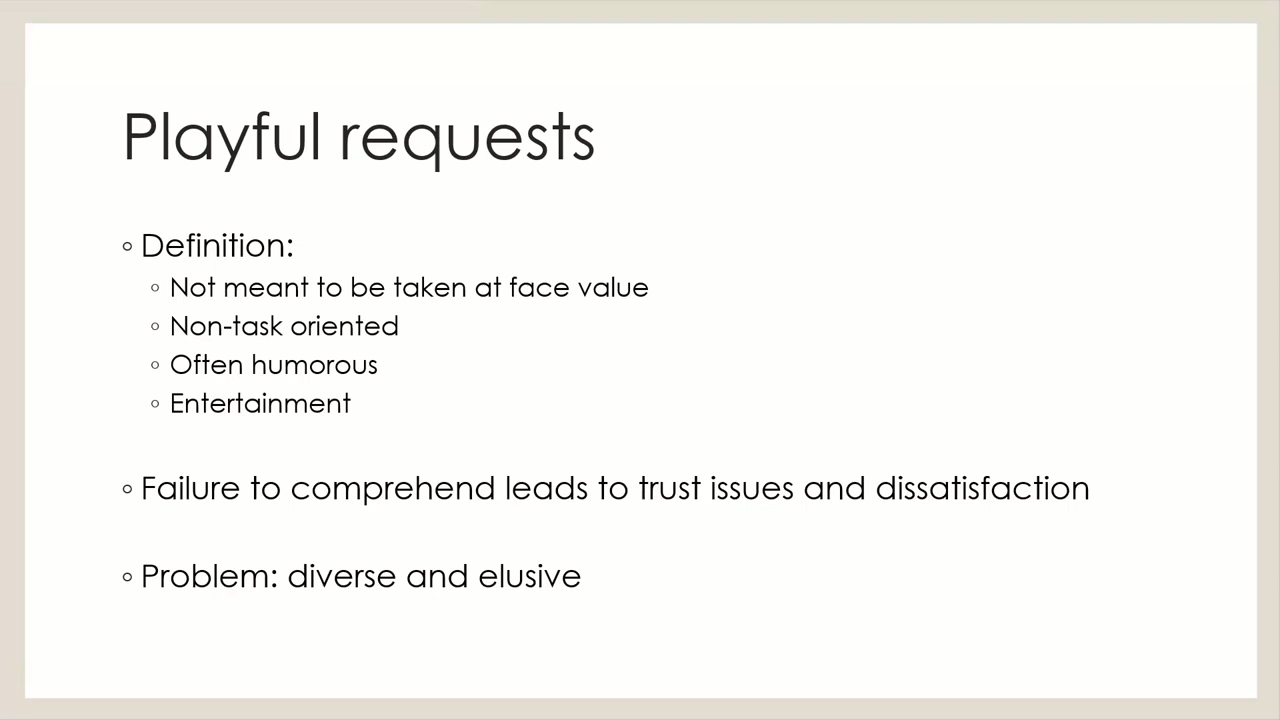 Playful requests
◦ Definition:
◦ Not meant to be taken at face value
◦ Non-task oriented
◦ Often humorous
◦ Entertainment
◦ Failure to comprehend leads to trust issues and dissatisfaction
◦ Problem: diverse and elusive